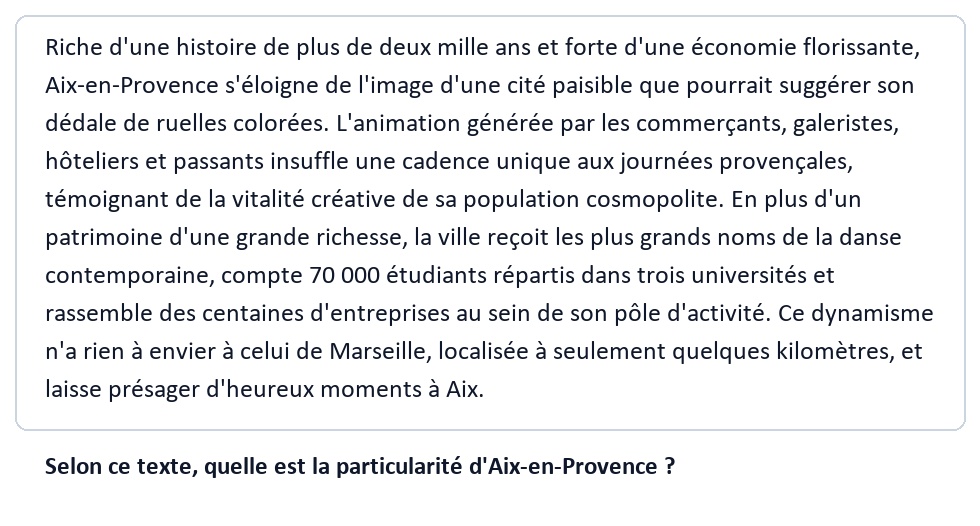 Riche d'une histoire de plus de deux mille ans et forte d'une économie florissante,
Aix-en-Provence s'éloigne de l'image d'une cité paisible que pourrait suggérer son
dédale de ruelles colorées. L'animation générée par les commerçants, galeristes,
hôteliers et passants insuffle une cadence unique aux journées provençales,
témoignant de la vitalité créative de sa population cosmopolite. En plus d'un
patrimoine d'une grande richesse, la ville reçoit les plus grands noms de la danse
contemporaine, compte 70 000 étudiants répartis dans trois universités et
rassemble des centaines d'entreprises au sein de son pôle d'activité. Ce dynamisme
n'a rien à envier à celui de Marseille, localisée à seulement quelques kilomètres, et
laisse présager d'heureux moments à Aix.
Selon ce texte, quelle est la particularité d'Aix-en-Provence ?